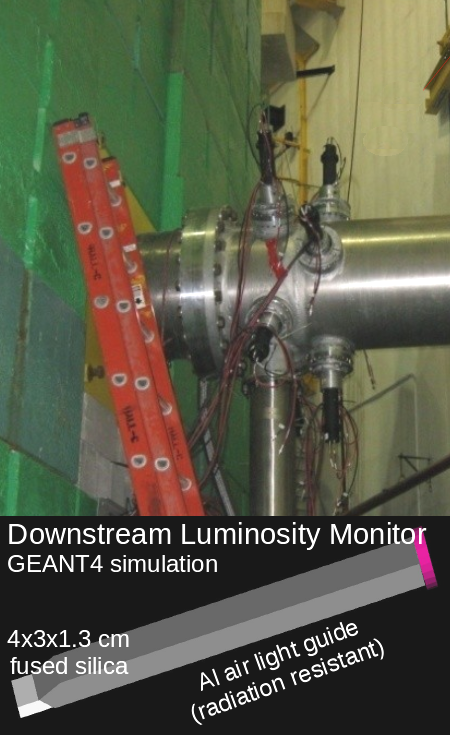 Downstream Luminosity Monitor
GEANT4 simulation
4x3x1.3 cm
fused silica
Al air light guide
(radiation resistant)